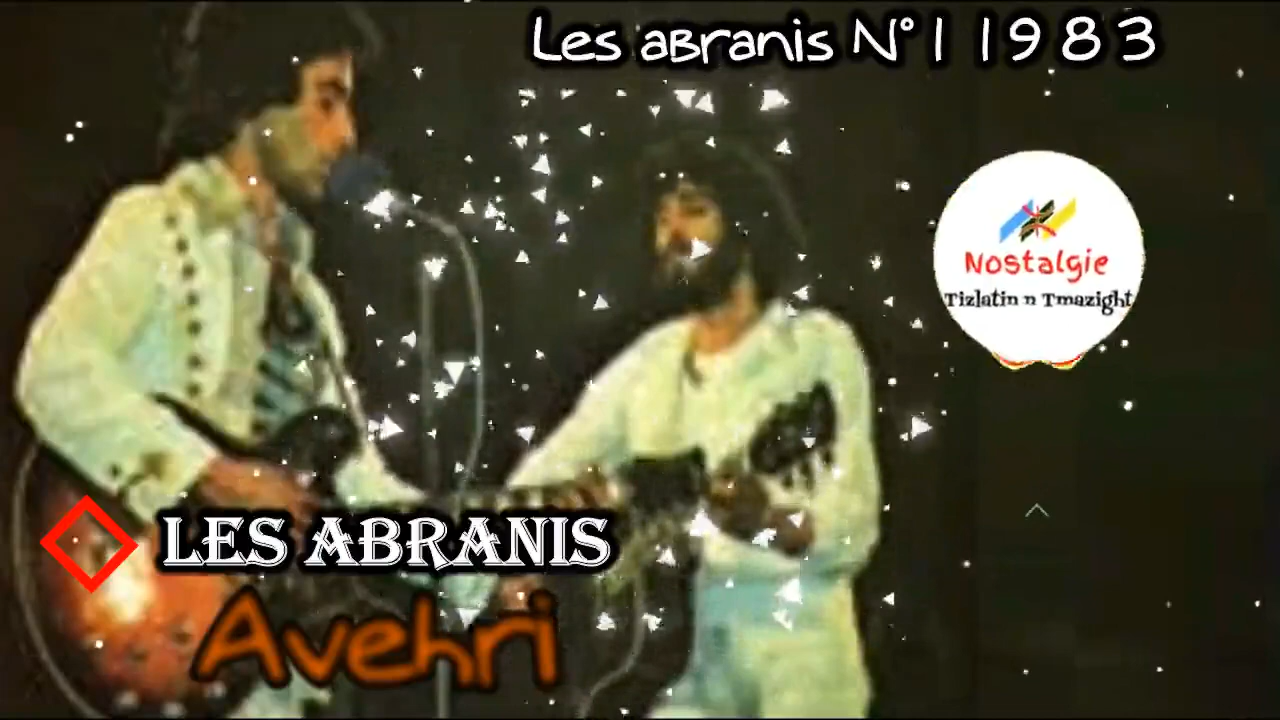 Les abranis N°1 1983
Nostalgie
Tizlatin n Tmazight
LES ABRANIS
Avehri